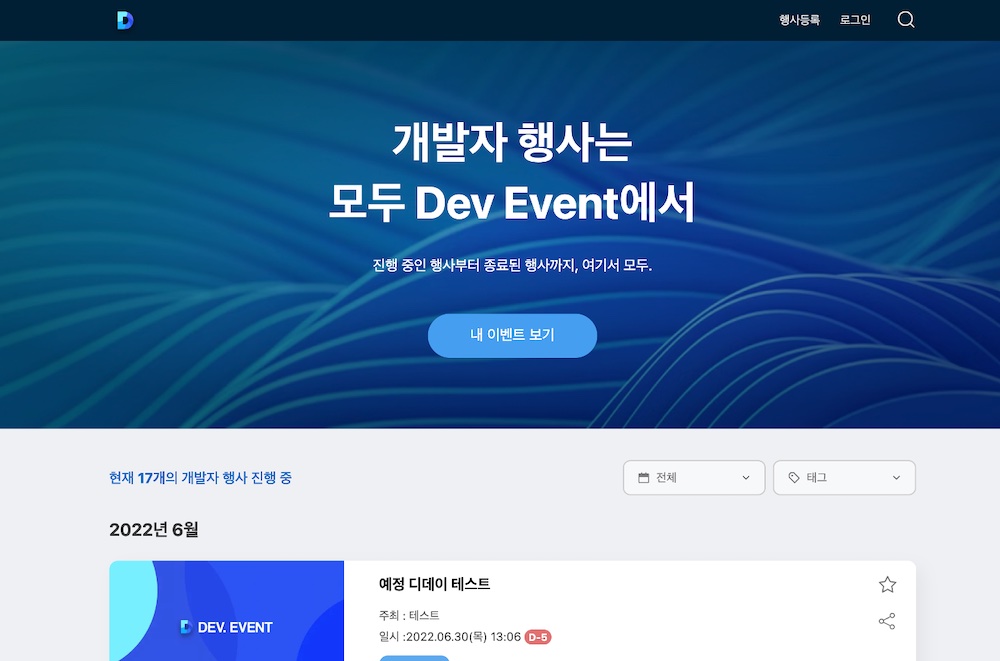 행사등록 로그인
개발자 행사는
모두 Dev Event에서
진행 중인 행사부터 종료된 행사까지, 여기서 모두.
내 이벤트 보기
현재 17개의 개발자 행사 진행 중
전체
태그
2022년 6월
DEV. EVENT
예정 디데이 테스트
주최 : 테스트
일시 :2022.06.30(목) 13:06 D-5